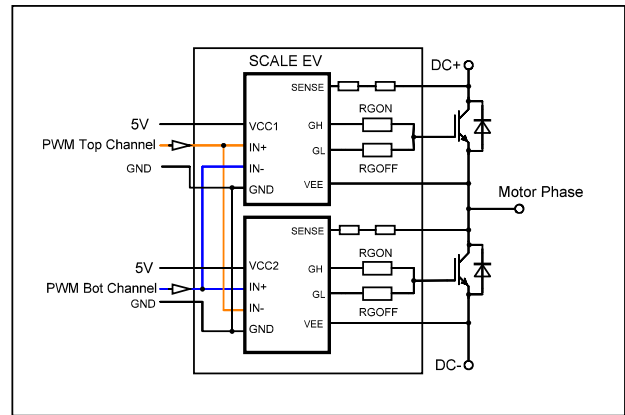 SCALE EV
DC+
SENSE
RGON
5V
VCC1
GH
PWM Top Channel
IN+
GL
GND
IN-
RGOFF
GND
VEE
Motor Phase
SENSE
RGON
5V
VCC2
GH
PWM Bot Channel
IN+
GL
GND
IN-
RGOFF
GND
VEE
DC-